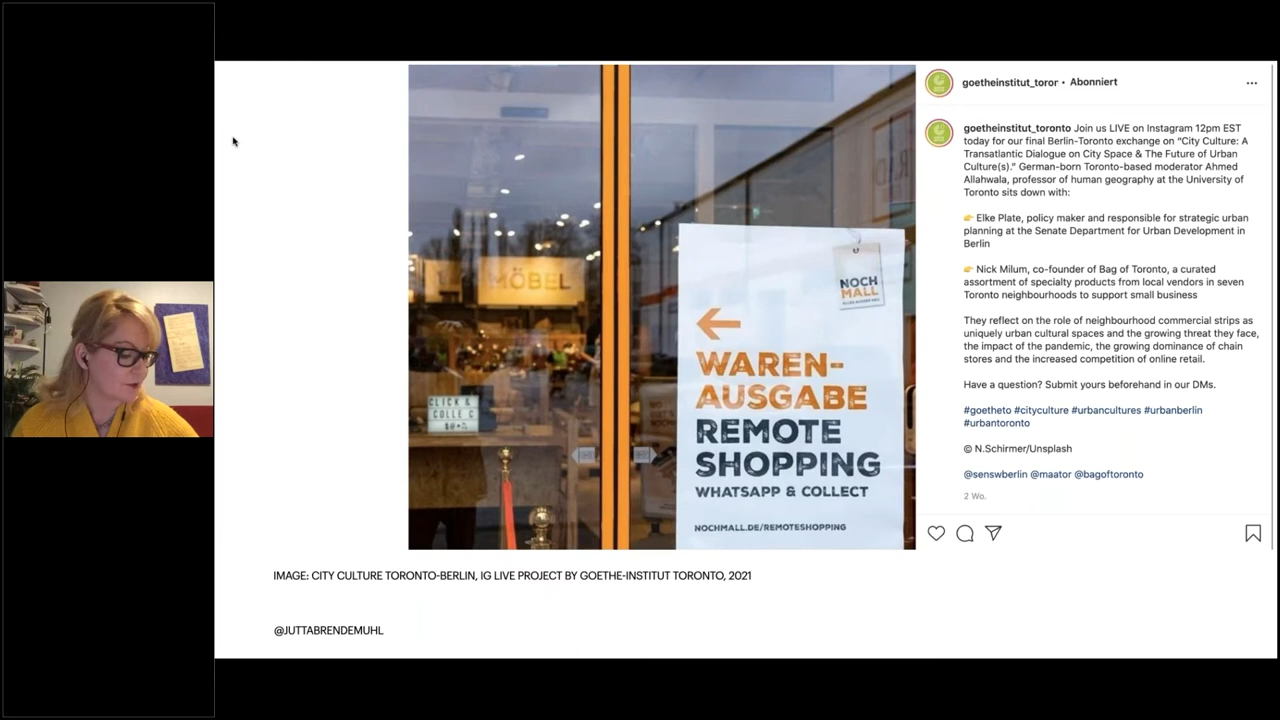 MÖBEL
CLICK &
COLLE C
NOCH
MALL
WAREN-
AUSGABE
REMOTE
SHOPPING
WHATSAPP & COLLECT
NOCHMALL.DE/REMOTESHOPPING
goetheinstitut_toror • Abonniert
goetheinstitut_toronto Join us LIVE on Instagram 12pm EST
today for our final Berlin-Toronto exchange on “City Culture: A
Transatlantic Dialogue on City Space & The Future of Urban
Culture(s).” German-born Toronto-based moderator Ahmed
Allahwala, professor of human geography at the University of
Toronto sits down with:
👉 Elke Plate, policy maker and responsible for strategic urban
planning at the Senate Department for Urban Development in
Berlin
👉 Nick Milum, co-founder of Bag of Toronto, a curated
assortment of specialty products from local vendors in seven
Toronto neighbourhoods to support small business
They reflect on the role of neighbourhood commercial strips as
uniquely urban cultural spaces and the growing threat they face,
the impact of the pandemic, the growing dominance of chain
stores and the increased competition of online retail.
Have a question? Submit yours beforehand in our DMs.
#goetheto #cityculture #urbancultures #urbanberlin
#urbantoronto
© N.Schirmer/Unsplash
@senswberlin @maator @bagoftoronto
2 Wo.
IMAGE: CITY CULTURE TORONTO-BERLIN, IG LIVE PROJECT BY GOETHE-INSTITUT TORONTO, 2021
@JUTTABRENDEMUHL